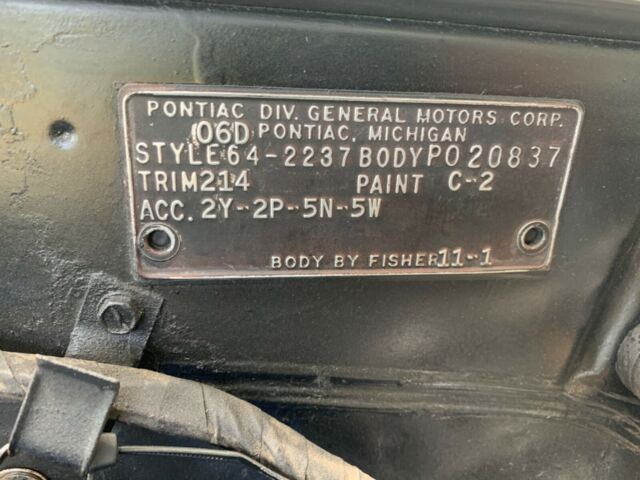 PONTIAC DIV. GENERAL MOTORS CORP.
06D PONTIAC, MICHIGAN
STYLE 64-2237 BODY PO 20837
TRIM 214 PAINT C-2
ACC. 2Y-2P-5N-5W
BODY BY FISHER 11-1